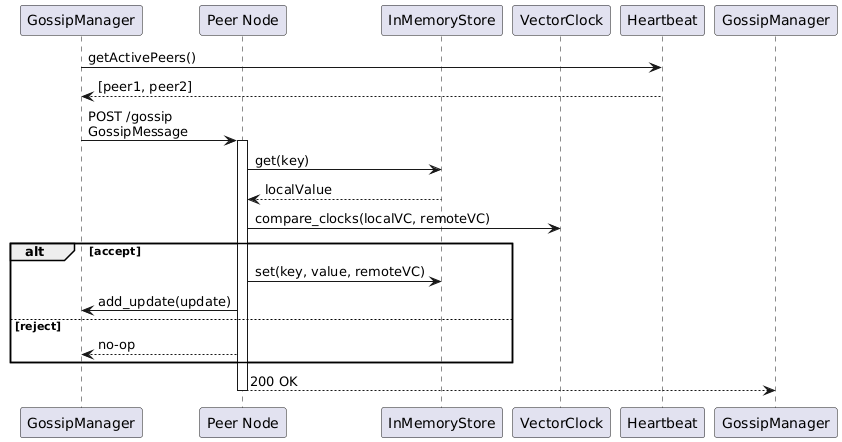 GossipManager Peer Node InMemoryStore VectorClock Heartbeat GossipManager
getActivePeers()
[peer1, peer2]
POST /gossip
GossipMessage
get(key)
localValue
compare_clocks(localVC, remoteVC)
alt [accept]
set(key, value, remoteVC)
add_update(update)
[reject]
no-op
200 OK
GossipManager Peer Node InMemoryStore VectorClock Heartbeat GossipManager